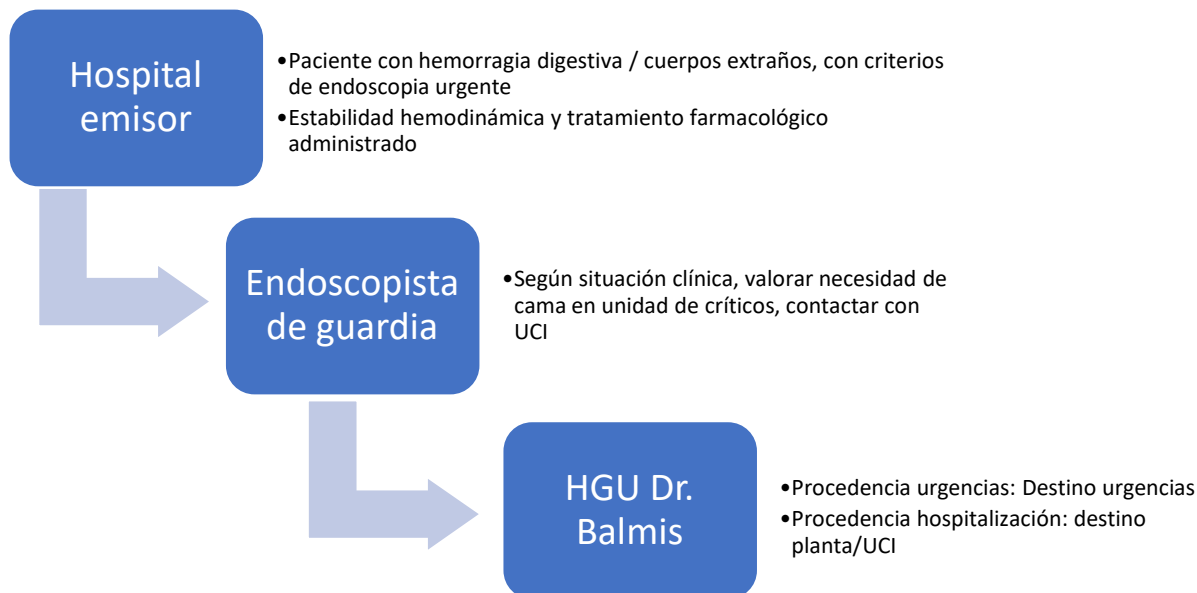 Hospital
emisor
•Paciente con hemorragia digestiva / cuerpos extraños, con criterios
de endoscopia urgente
•Estabilidad hemodinámica y tratamiento farmacológico
administrado
Endoscopista
de guardia
•Según situación clínica, valorar necesidad de
cama en unidad de críticos, contactar con
UCI
HGU Dr.
Balmis
•Procedencia urgencias: Destino urgencias
•Procedencia hospitalización: destino
planta/UCI